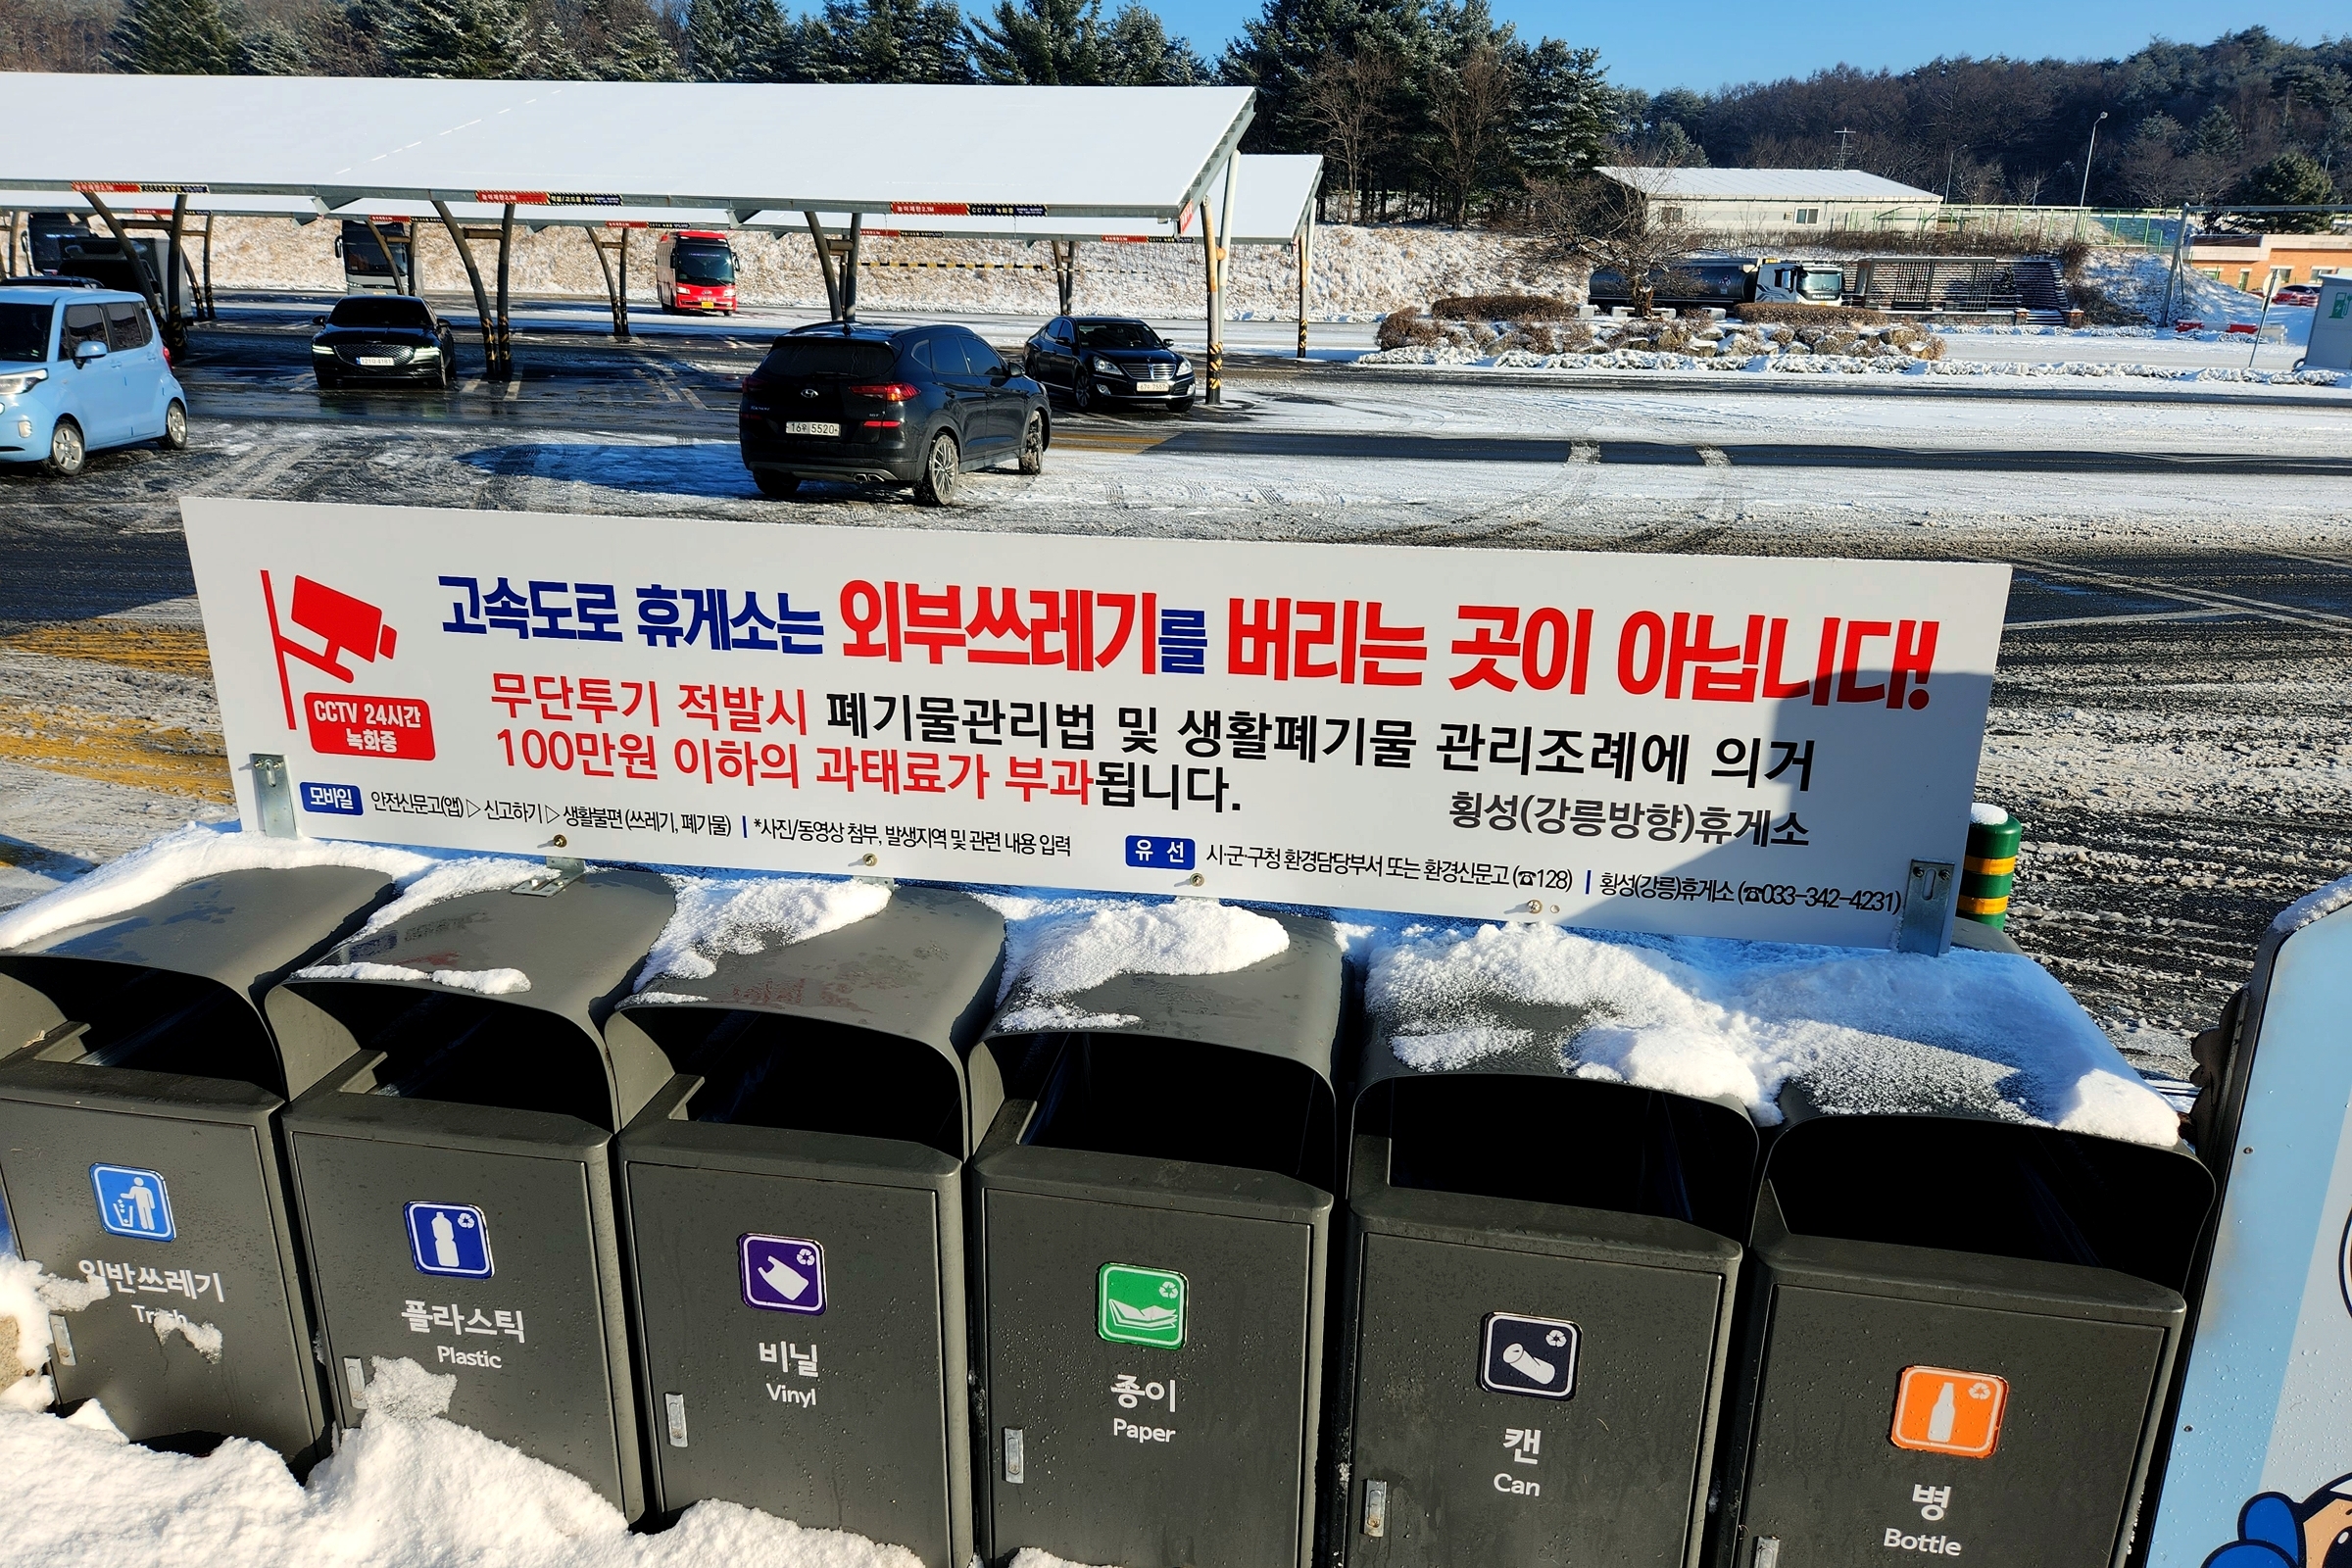 16우 5520
고속도로 휴게소는 외부쓰레기를 버리는 곳이 아닙니다!
CCTV 24시간
녹화중
무단투기 적발시 폐기물관리법 및 생활폐기물 관리조례에 의거
100만원 이하의 과태료가 부과됩니다.
횡성(강릉방향)휴게소
모바일 안전신문고(앱) ▷ 신고하기 ▷ 생활불편 (쓰레기, 폐기물) | *사진/동영상 첨부, 발생지역 및 관련 내용 입력
유 선 시·군·구청 환경담당부서 또는 환경신문고 (☎128) | 횡성(강릉)휴게소 (☎033-342-4231)
일반쓰레기
Trash
플라스틱
Plastic
비닐
Vinyl
종이
Paper
캔
Can
병
Bottle